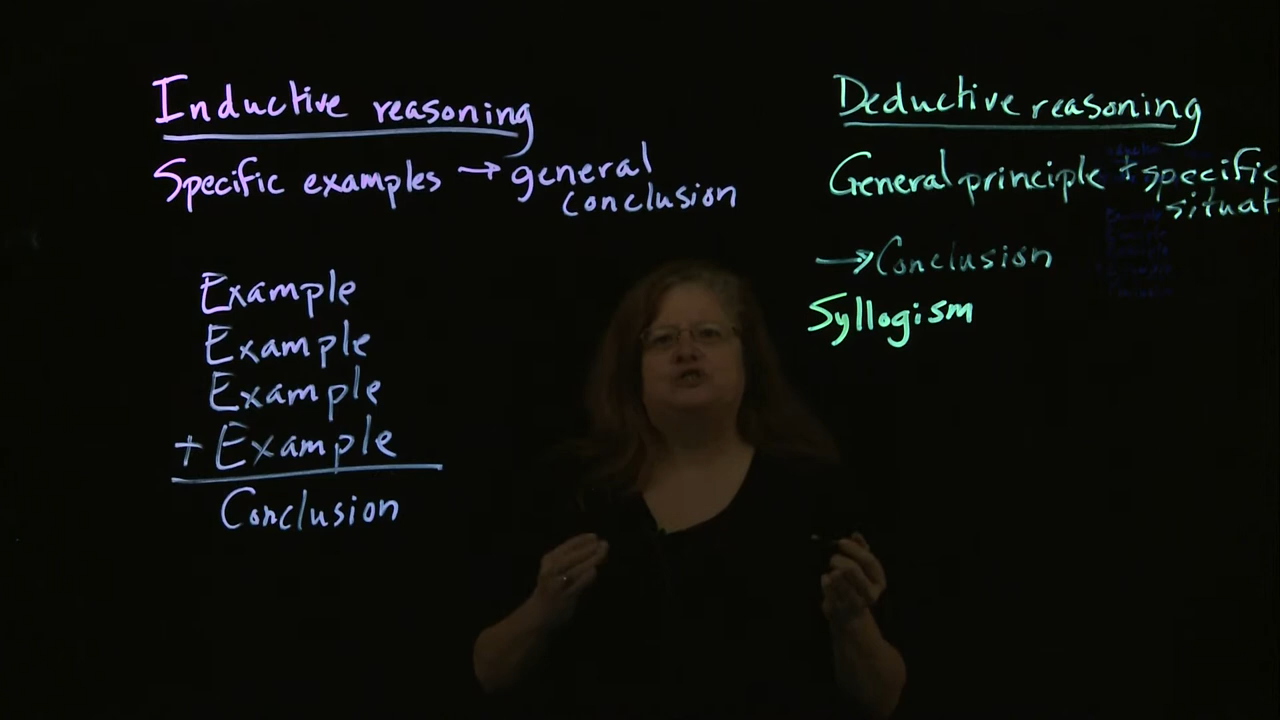 Inductive reasoning
Specific examples → general
conclusion
Example
Example
Example
+ Example
Conclusion
Deductive reasoning
General principle + specific
situat
→ Conclusion
Syllogism